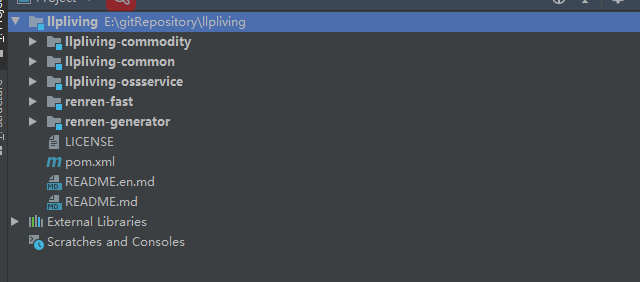 Project
llpliving E:\gitRepository\llpliving
llpliving-commodity
llpliving-common
llpliving-ossservice
renren-fast
renren-generator
LICENSE
pom.xml
README.en.md
README.md
External Libraries
Scratches and Consoles